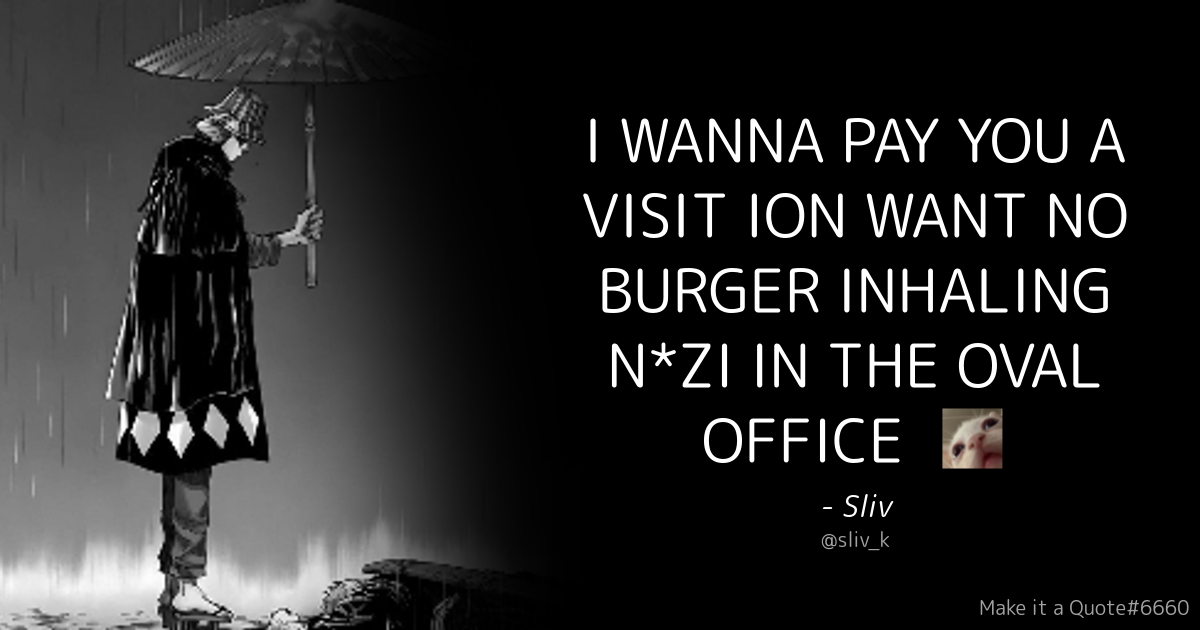 I WANNA PAY YOU A
VISIT ION WANT NO
BURGER INHALING
N*ZI IN THE OVAL
OFFICE
- Sliv
@sliv_k
Make it a Quote#6660